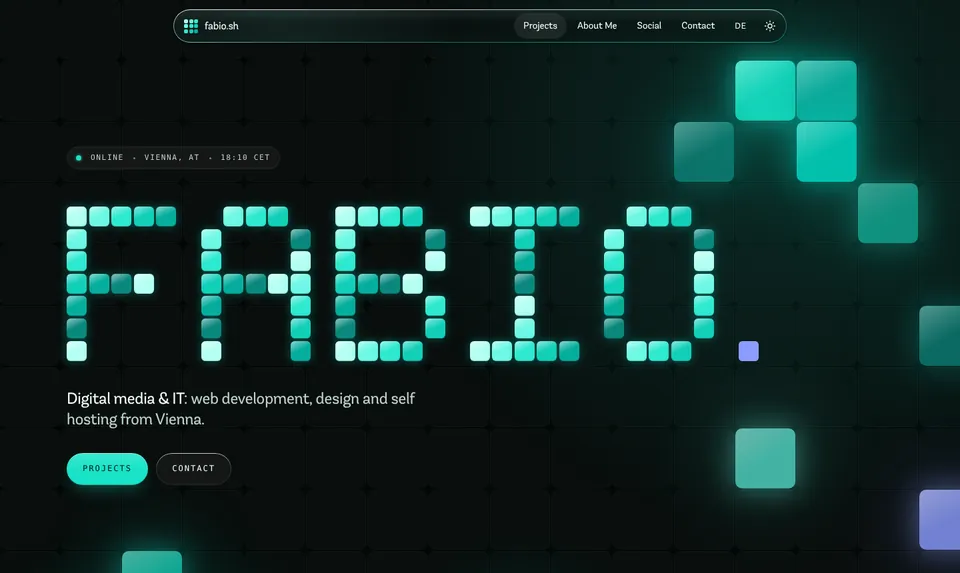 fabio.sh
Projects
About Me
Social
Contact
DE
ONLINE - VIENNA, AT - 18:10 CET
FABIO.
Digital media & IT: web development, design and self
hosting from Vienna.
PROJECTS
CONTACT